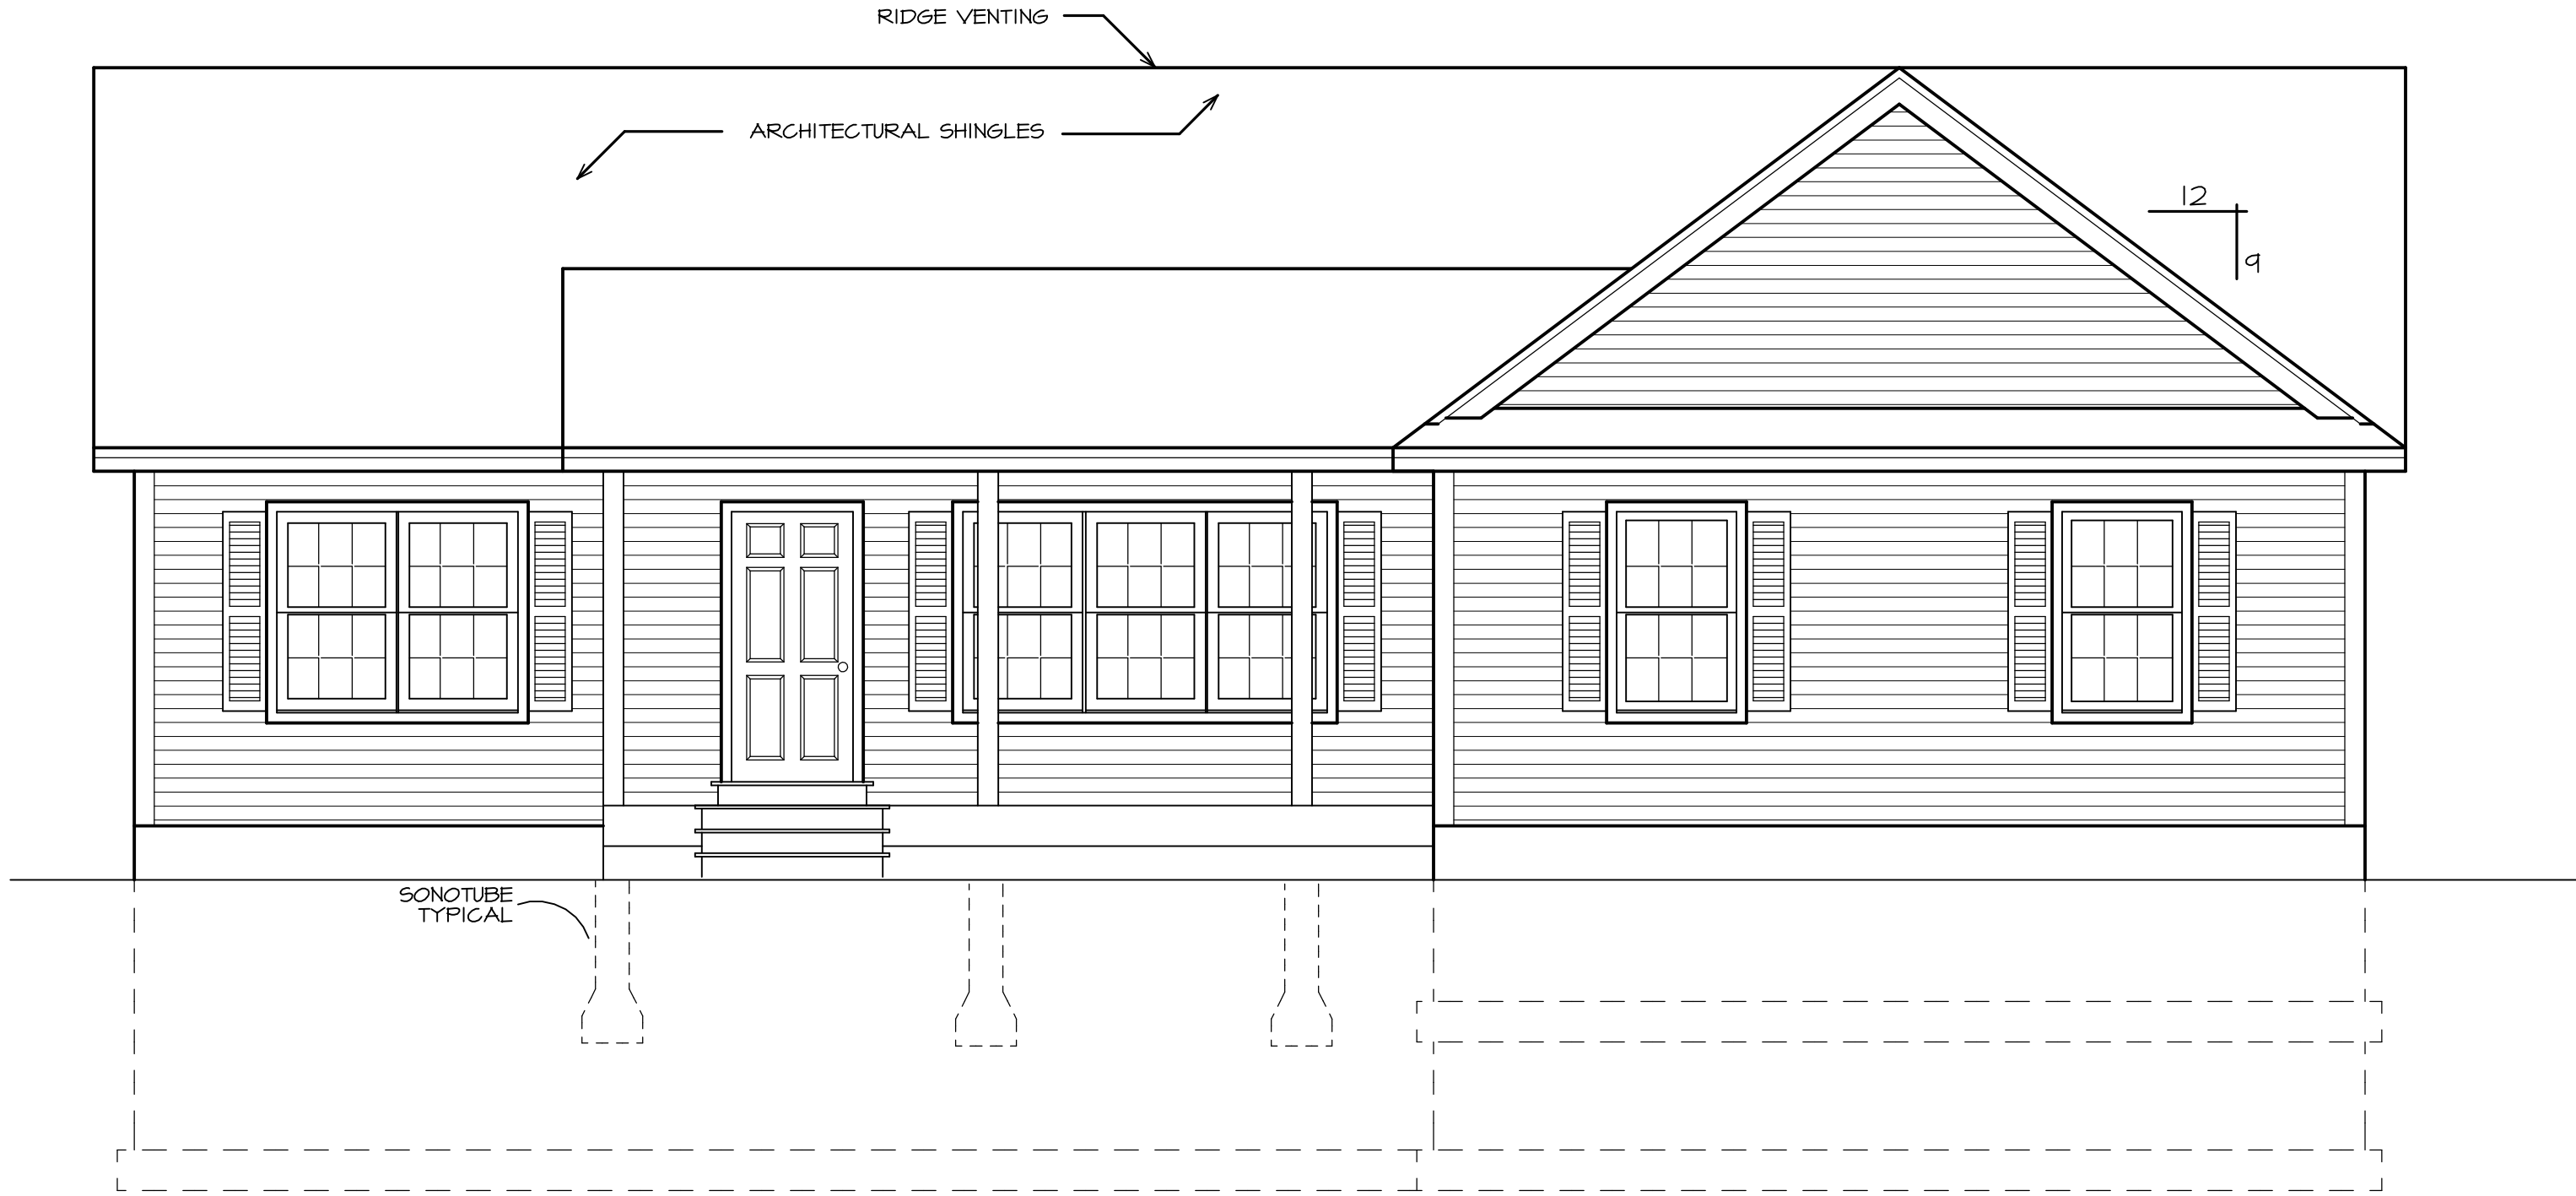 RIDGE VENTING
ARCHITECTURAL SHINGLES
12
9
SONOTUBE
TYPICAL